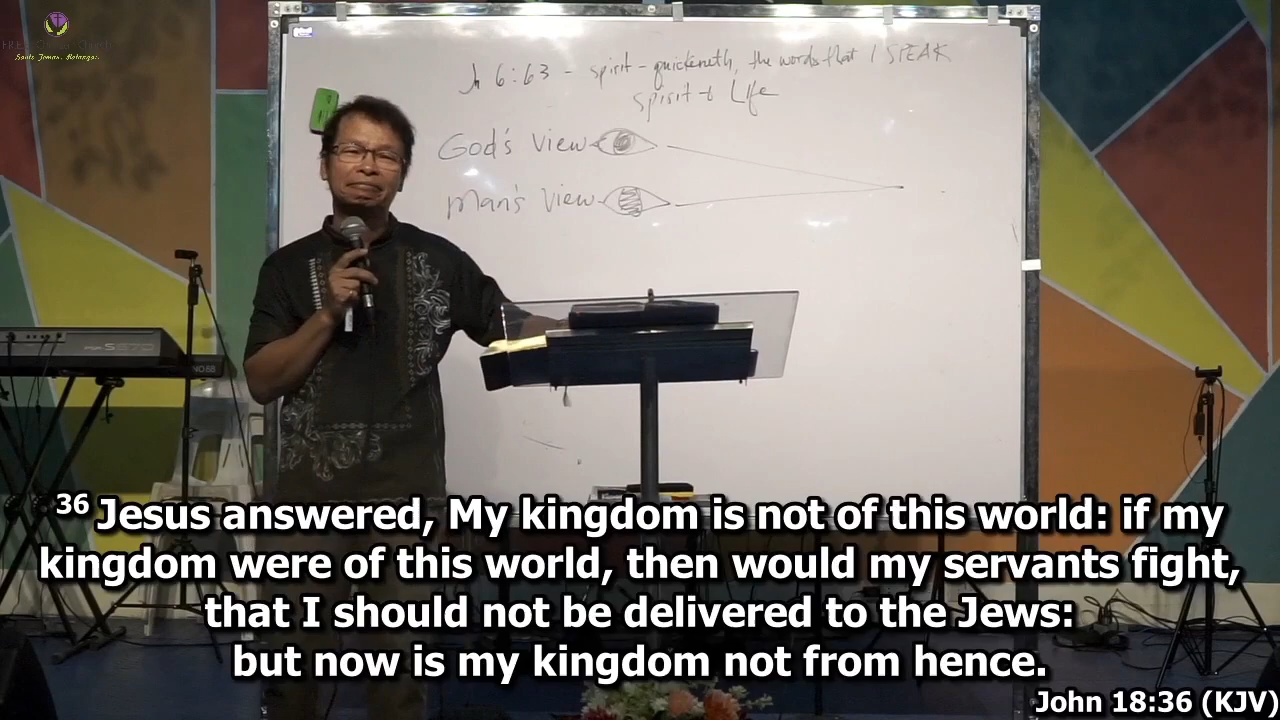 Santo Tomas, Batangas.
Jn 6:63 - spirit - quickeneth, the words that I SPEAK
spirit + Life
God's View
Man's View
36 Jesus answered, My kingdom is not of this world: if my
kingdom were of this world, then would my servants fight,
that I should not be delivered to the Jews:
but now is my kingdom not from hence.
John 18:36 (KJV)